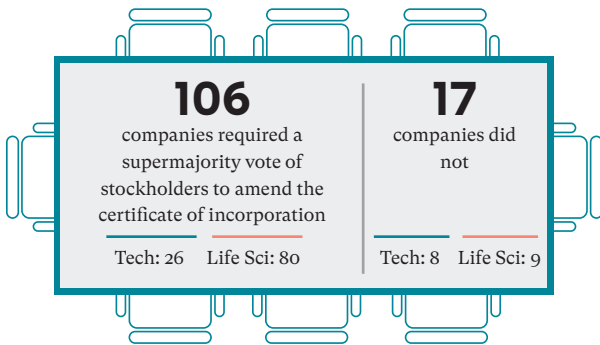 106
companies required a
supermajority vote of
stockholders to amend the
certificate of incorporation
Tech: 26 Life Sci: 80
17
companies did
not
Tech: 8 Life Sci: 9